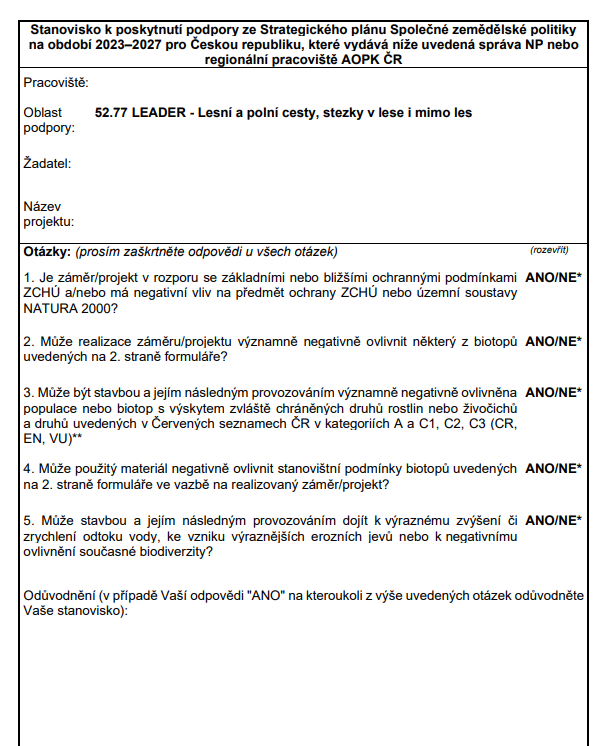 Stanovisko k poskytnutí podpory ze Strategického plánu Společné zemědělské politiky
na období 2023–2027 pro Českou republiku, které vydává níže uvedená správa NP nebo
regionální pracoviště AOPK ČR
Pracoviště:
Oblast 52.77 LEADER - Lesní a polní cesty, stezky v lese i mimo les
podpory:
Žadatel:
Název
projektu:
Otázky: (prosím zaškrtněte odpovědi u všech otázek) (rozevřít)
1. Je záměr/projekt v rozporu se základními nebo bližšími ochrannými podmínkami ANO/NE*
ZCHÚ a/nebo má negativní vliv na předmět ochrany ZCHÚ nebo územní soustavy
NATURA 2000?
2. Může realizace záměru/projektu významně negativně ovlivnit některý z biotopů ANO/NE*
uvedených na 2. straně formuláře?
3. Může být stavbou a jejím následným provozováním významně negativně ovlivněna ANO/NE*
populace nebo biotop s výskytem zvláště chráněných druhů rostlin nebo živočichů
a druhů uvedených v Červených seznamech ČR v kategoriích A a C1, C2, C3 (CR,
EN, VU)**
4. Může použitý materiál negativně ovlivnit stanovištní podmínky biotopů uvedených ANO/NE*
na 2. straně formuláře ve vazbě na realizovaný záměr/projekt?
5. Může stavbou a jejím následným provozováním dojít k výraznému zvýšení či ANO/NE*
zrychlení odtoku vody, ke vzniku výraznějších erozních jevů nebo k negativnímu
ovlivnění současné biodiverzity?
Odůvodnění (v případě Vaší odpovědi "ANO" na kteroukoli z výše uvedených otázek odůvodněte
Vaše stanovisko):